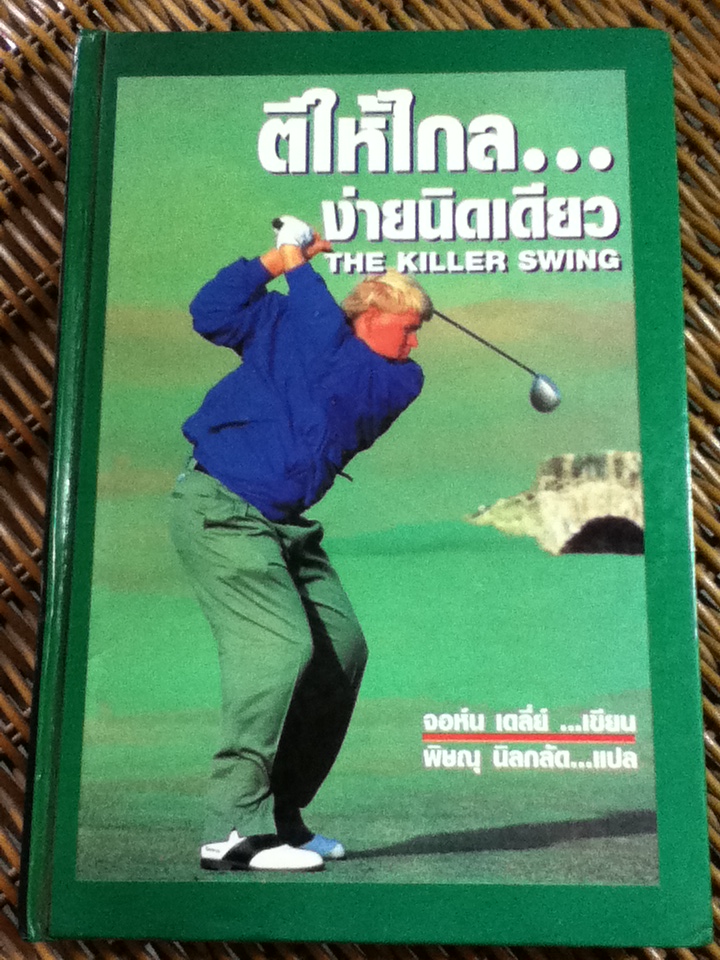 ตีให้ไกล...
ง่ายนิดเดียว
THE KILLER SWING
จอห์น เดลี่ย์ ...เขียน
พิษณุ นิลกลัด...แปล